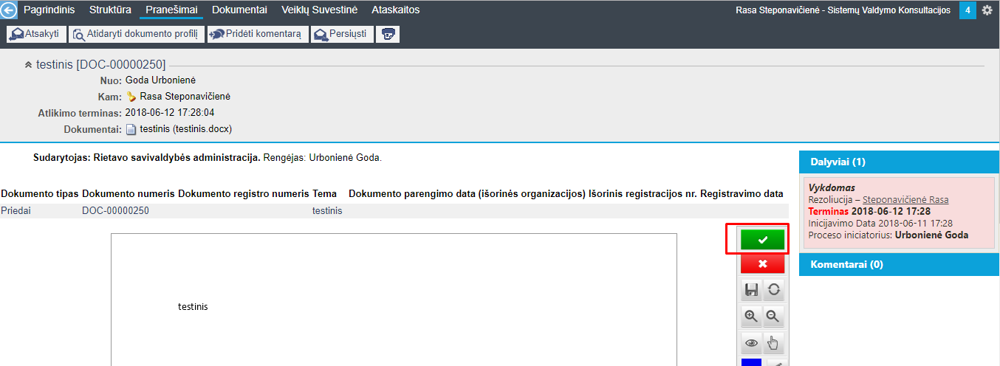 Pagrindinis Struktūra Pranešimai Dokumentai Veiklų Suvestinė Ataskaitos Rasa Steponavičienė - Sistemų Valdymo Konsultacijos 4
Atsakyti Atidaryti dokumento profilį Pridėti komentarą Persiųsti
testinis [DOC-00000250]
Nuo: Goda Urbonienė
Kam: Rasa Steponavičienė
Atlikimo terminas: 2018-06-12 17:28:04
Dokumentai: testinis (testinis.docx)
Sudarytojas: Rietavo savivaldybės administracija. Rengėjas: Urbonienė Goda.
Dokumento tipas Dokumento numeris Dokumento registro numeris Tema Dokumento parengimo data (išorinės organizacijos) Išorinis registracijos nr. Registravimo data
Priedai DOC-00000250 testinis
testinis
Dalyviai (1)
Vykdomas
Rezoliucija – Steponavičienė Rasa
Terminas 2018-06-12 17:28
Inicijavimo Data 2018-06-11 17:28
Proceso iniciatorius: Urbonienė Goda
Komentarai (0)